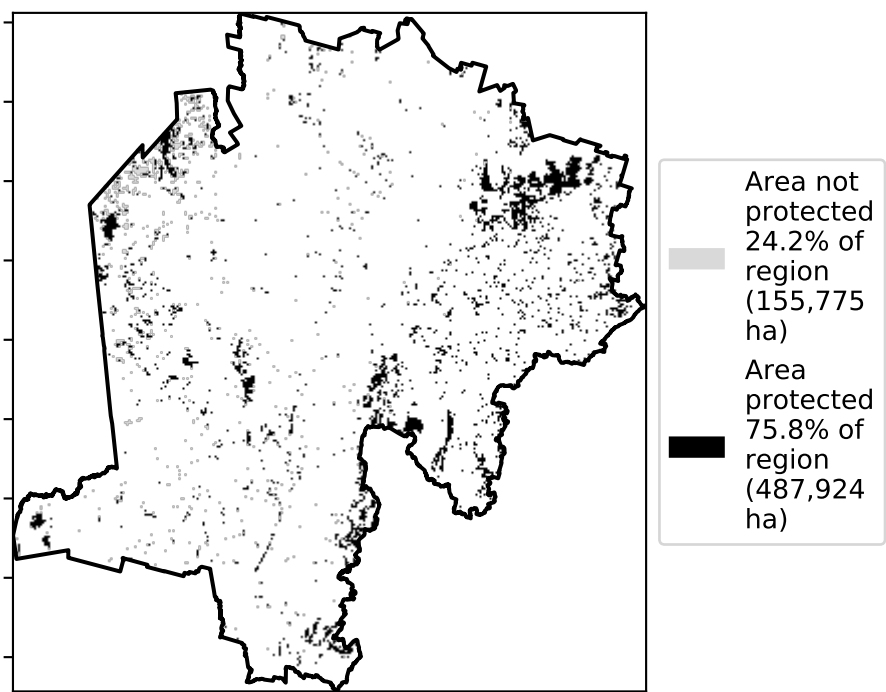 Area not
protected
24.2% of
region
(155,775
ha)
Area
protected
75.8% of
region
(487,924
ha)